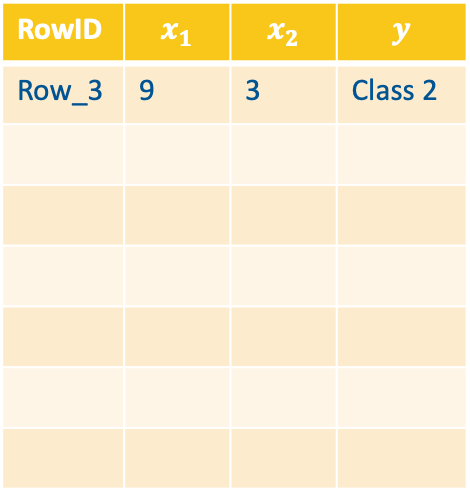 RowID x₁ x₂ y
Row_3 9 3 Class 2